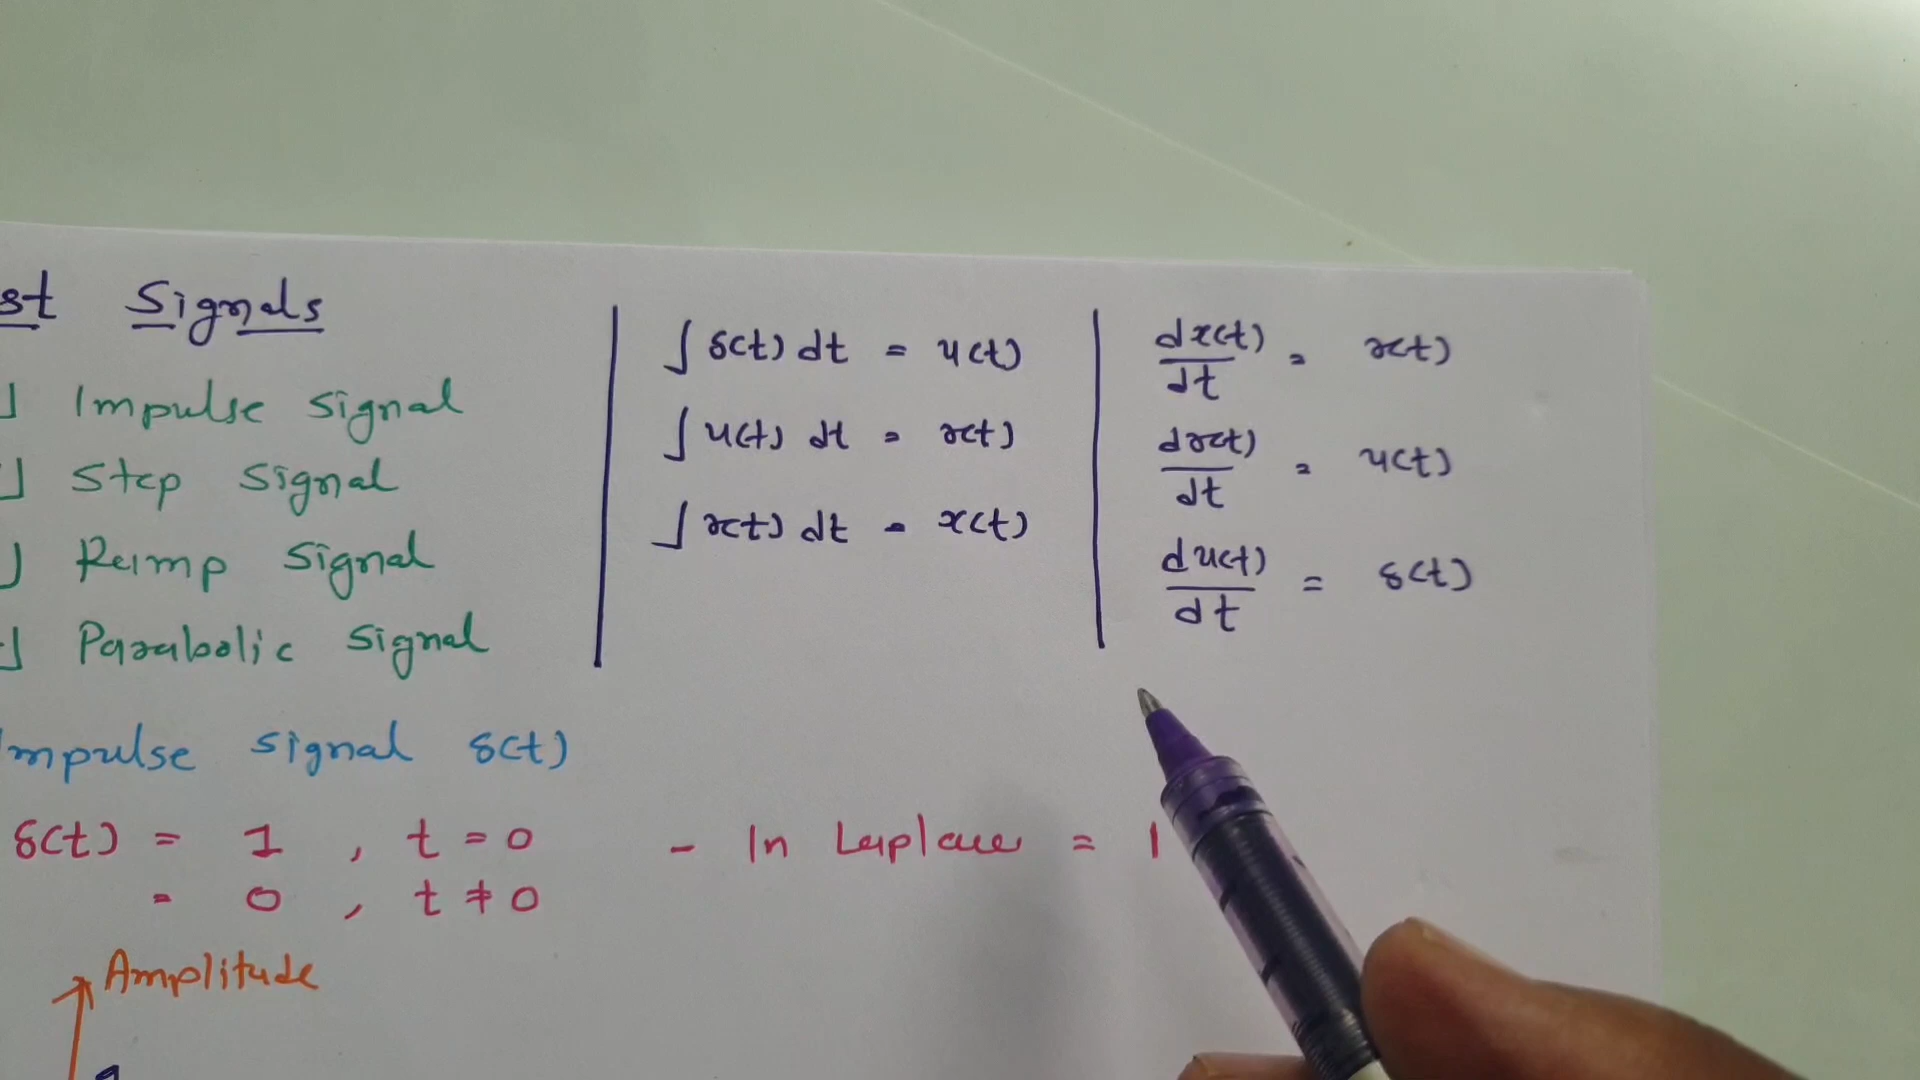 st Signals
Impulse Signal
Step Signal
Ramp Signal
Parabolic Signal
∫ δ(t) dt = u(t)
∫ u(t) dt = r(t)
∫ r(t) dt = x(t)
dx(t)/dt = r(t)
dr(t)/dt = u(t)
du(t)/dt = δ(t)
Impulse Signal δ(t)
δ(t) = 1 , t = 0 - In Laplace = 1
= 0 , t ≠ 0
Amplitude